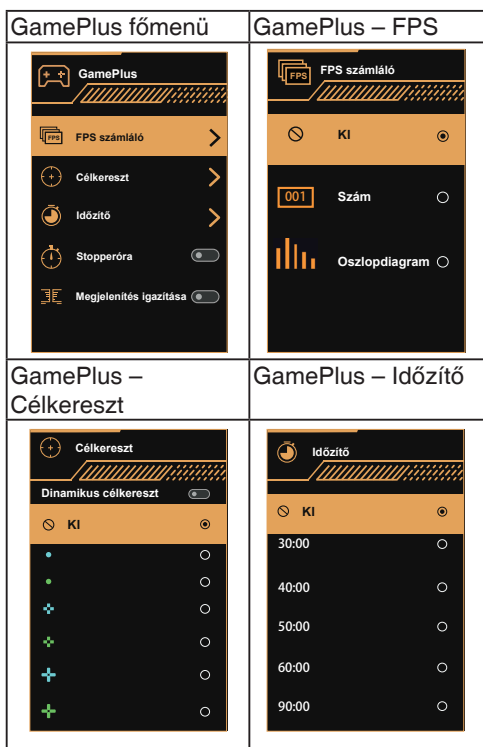 GamePlus főmenü
GamePlus
FPS
FPS számláló
Célkereszt
Időzítő
Stopperóra
Megjelenítés igazítása
GamePlus – FPS
FPS
FPS számláló
KI
001
Szám
Oszlopdiagram
GamePlus –
Célkereszt
Célkereszt
Dinamikus célkereszt
KI
GamePlus – Időzítő
Időzítő
KI
30:00
40:00
50:00
60:00
90:00